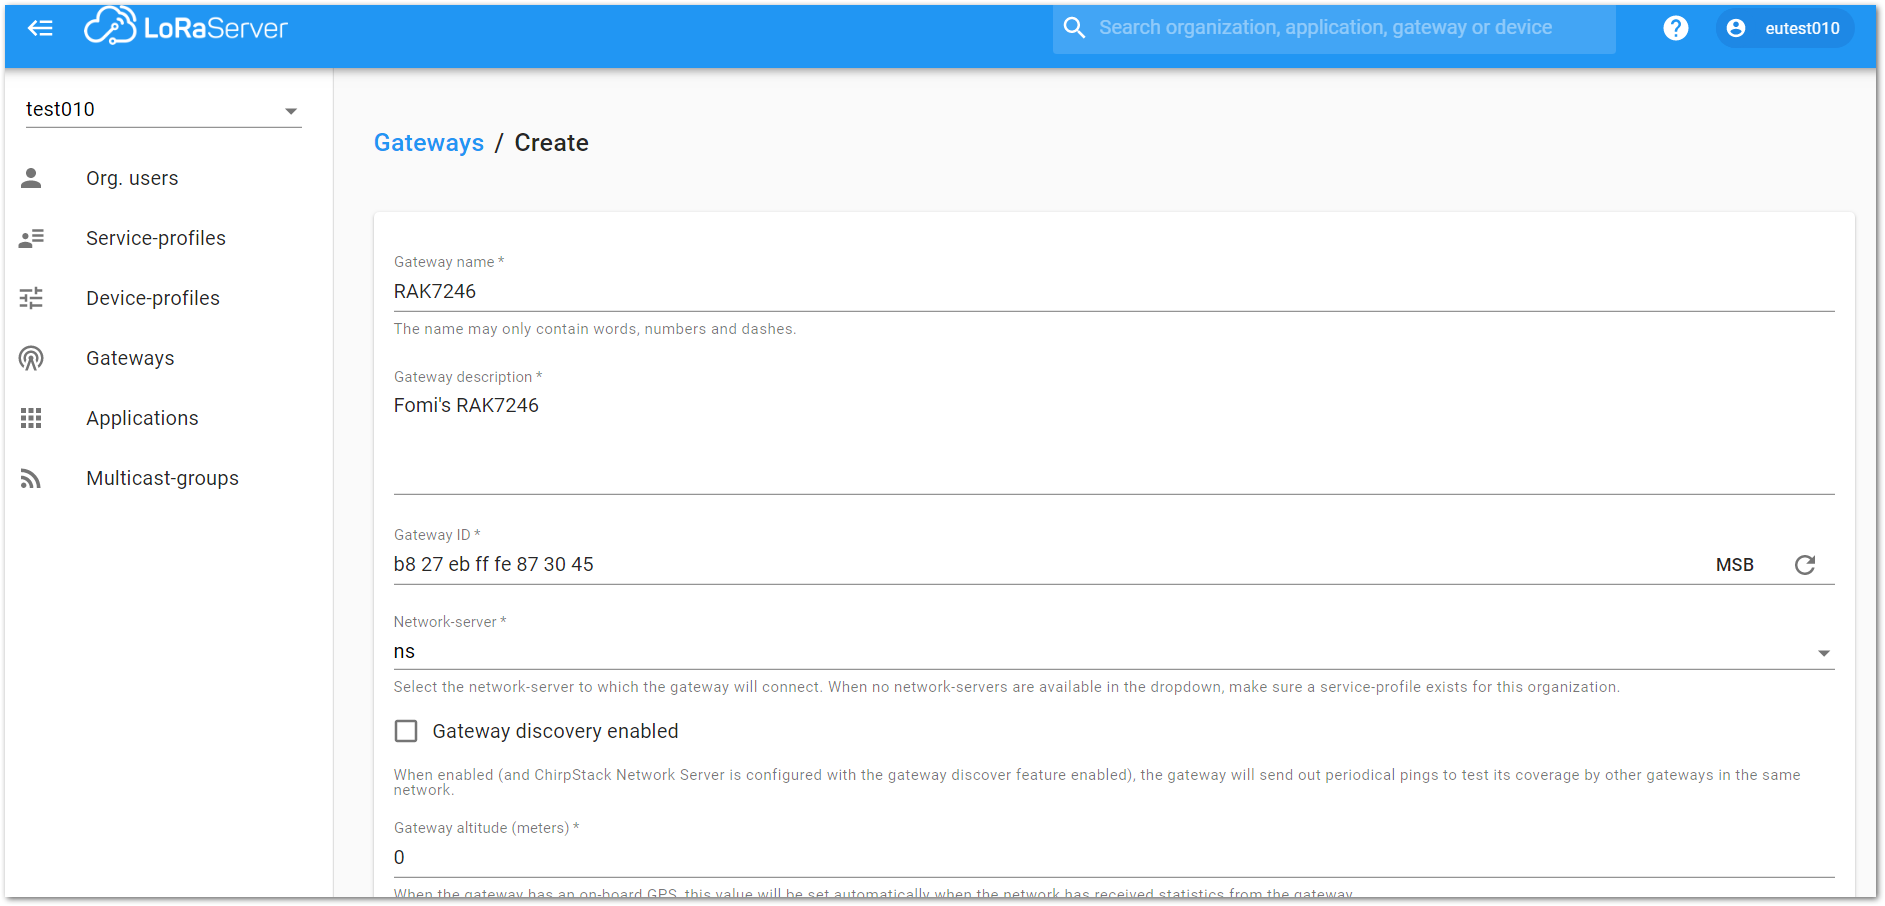 LoRaServer
Search organization, application, gateway or device
eutest010
test010
Org. users
Service-profiles
Device-profiles
Gateways
Applications
Multicast-groups
Gateways / Create
Gateway name *
RAK7246
The name may only contain words, numbers and dashes.
Gateway description *
Fomi's RAK7246
Gateway ID *
b8 27 eb ff fe 87 30 45
MSB
Network-server *
ns
Select the network-server to which the gateway will connect. When no network-servers are available in the dropdown, make sure a service-profile exists for this organization.
Gateway discovery enabled
When enabled (and ChirpStack Network Server is configured with the gateway discover feature enabled), the gateway will send out periodical pings to test its coverage by other gateways in the same
network.
Gateway altitude (meters) *
0
When the gateway has an on-board GPS, this value will be set automatically when the network has received statistics from the gateway.